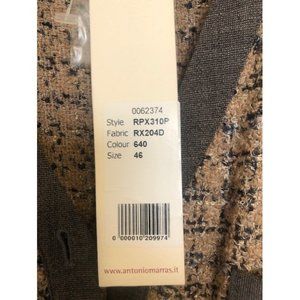 0062374
Style RPX310P
Fabric RX204D
Colour 640
Size 46
0 000010 209974
www.antoniomarras.it